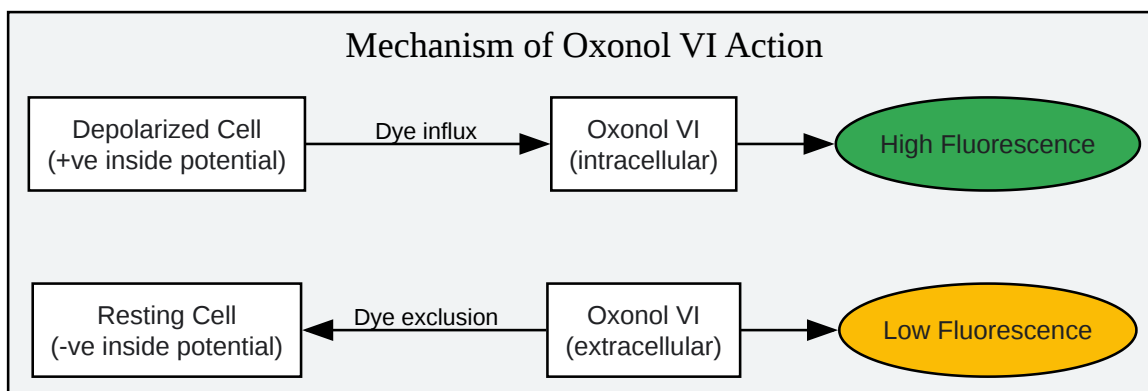 Mechanism of Oxonol VI Action
Depolarized Cell
(+ve inside potential)
Dye influx
Oxonol VI
(intracellular)
High Fluorescence
Resting Cell
(-ve inside potential)
Dye exclusion
Oxonol VI
(extracellular)
Low Fluorescence